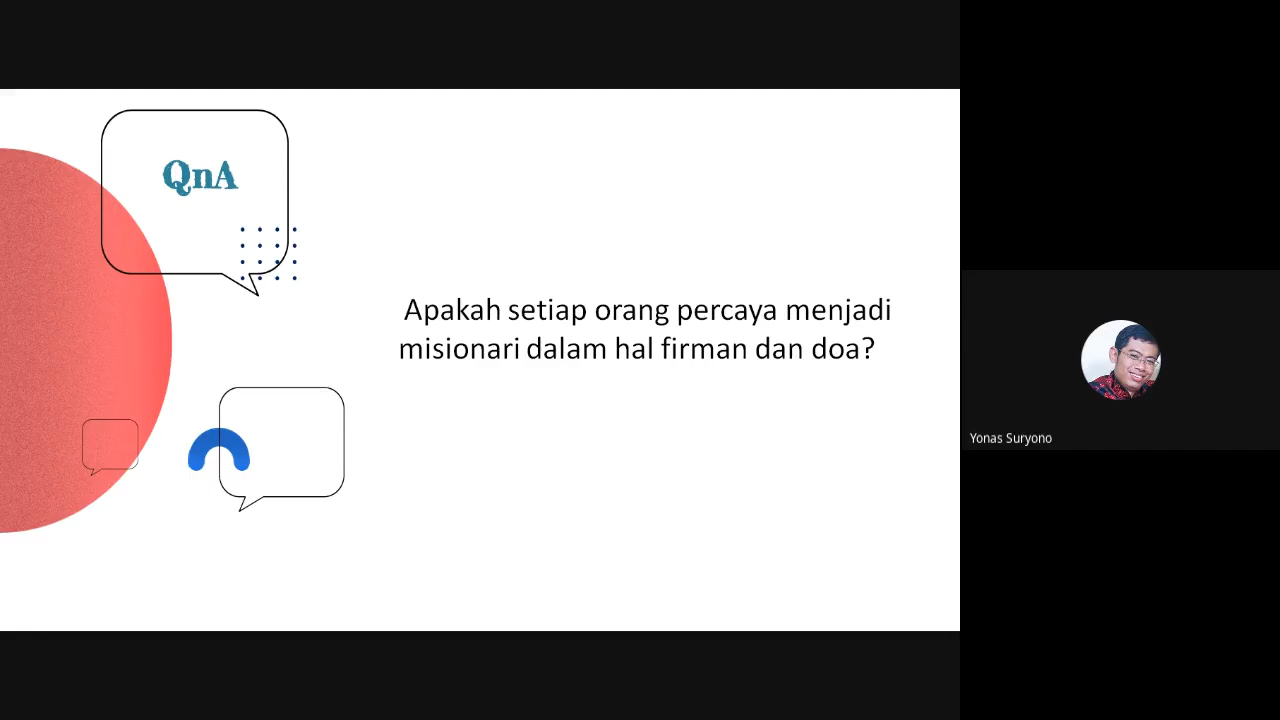 QnA
Apakah setiap orang percaya menjadi
misionari dalam hal firman dan doa?
Yonas Suryono